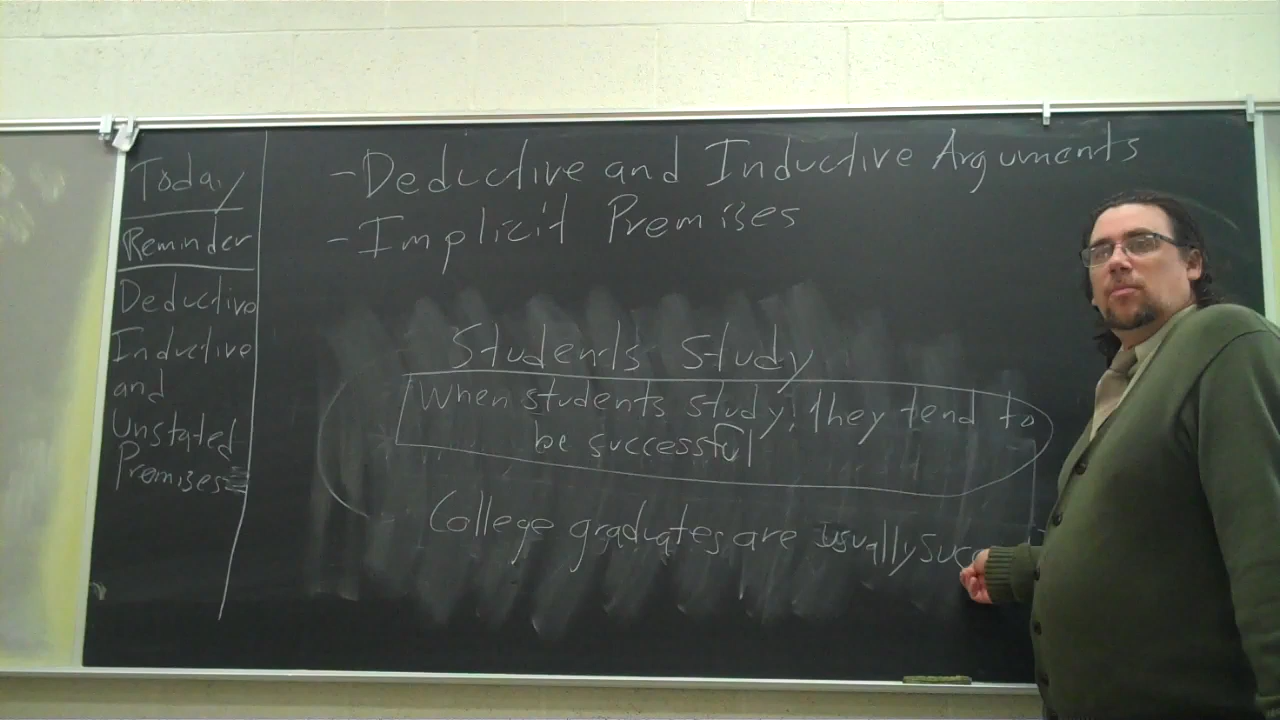 Today
Reminder
Deductive
Inductive
and
Unstated
Premises
- Deductive and Inductive Arguments
- Implicit Premises
Students Study
When students study, they tend to
be successful
College graduates are usually